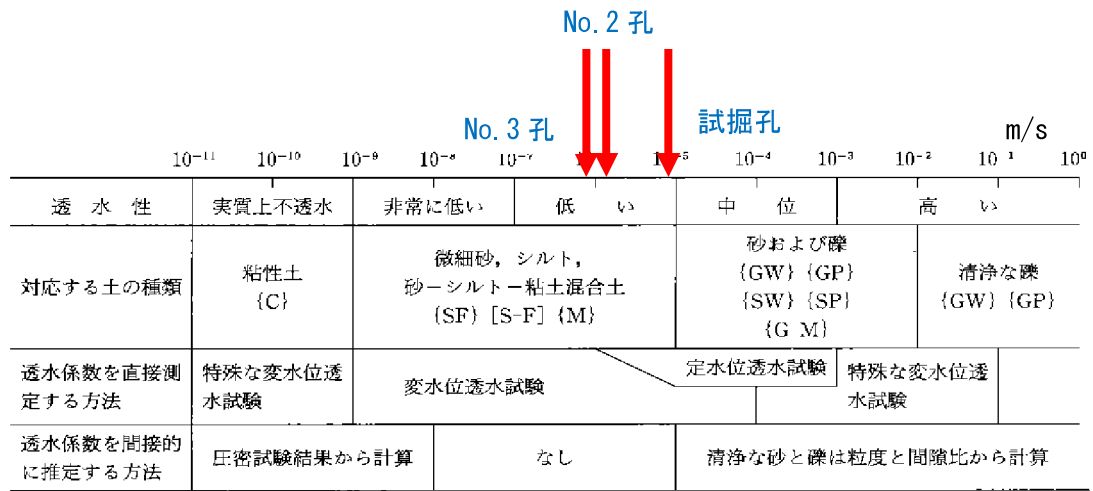 No.2 孔
No.3 孔
試掘孔
m/s
10⁻¹¹ 10⁻¹⁰ 10⁻⁹ 10⁻⁸ 10⁻⁷ 10⁻⁵ 10⁻⁴ 10⁻³ 10⁻² 10⁻¹ 10⁰
透水性 実質上不透水 非常に低い 低い 中位 高い
対応する土の種類
粘性土
{C}
微細砂，シルト，
砂－シルト－粘土混合土
{SF} [S-F] {M}
砂および礫
{GW} {GP}
{SW} {SP}
{G M}
清浄な礫
{GW} {GP}
透水係数を直接測
定する方法
特殊な変水位透
水試験
変水位透水試験
定水位透水試験
特殊な変水位透
水試験
透水係数を間接的
に推定する方法
圧密試験結果から計算
なし
清浄な砂と礫は粒度と間隙比から計算